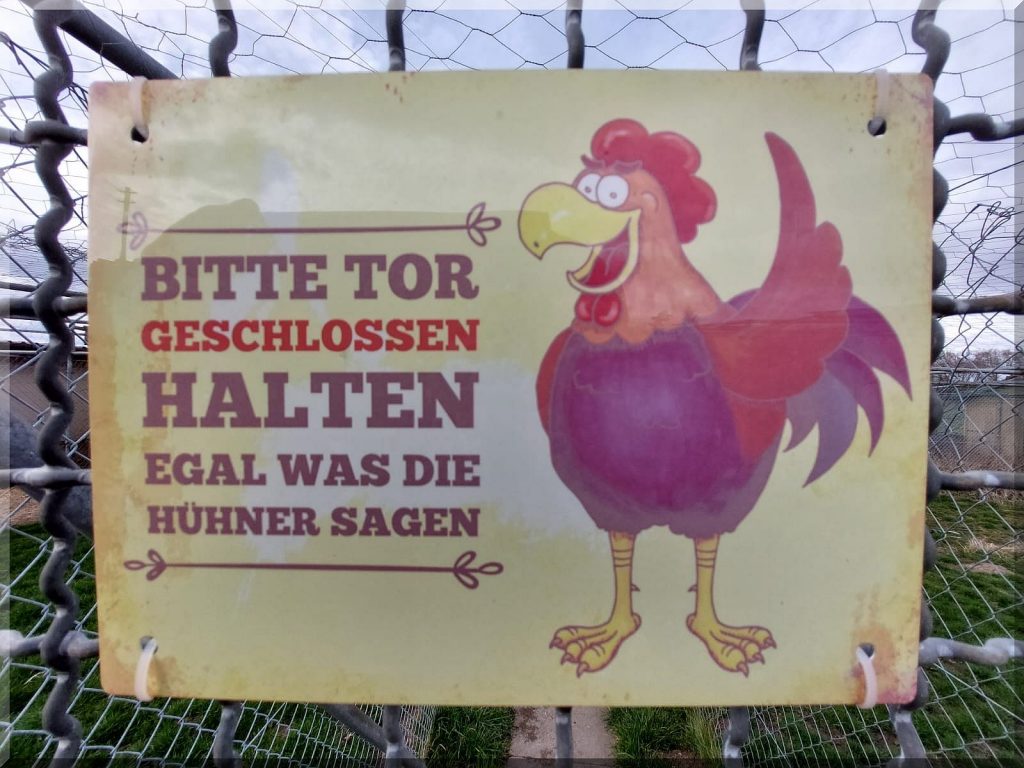 BITTE TOR
GESCHLOSSEN
HALTEN
EGAL WAS DIE
HÜHNER SAGEN